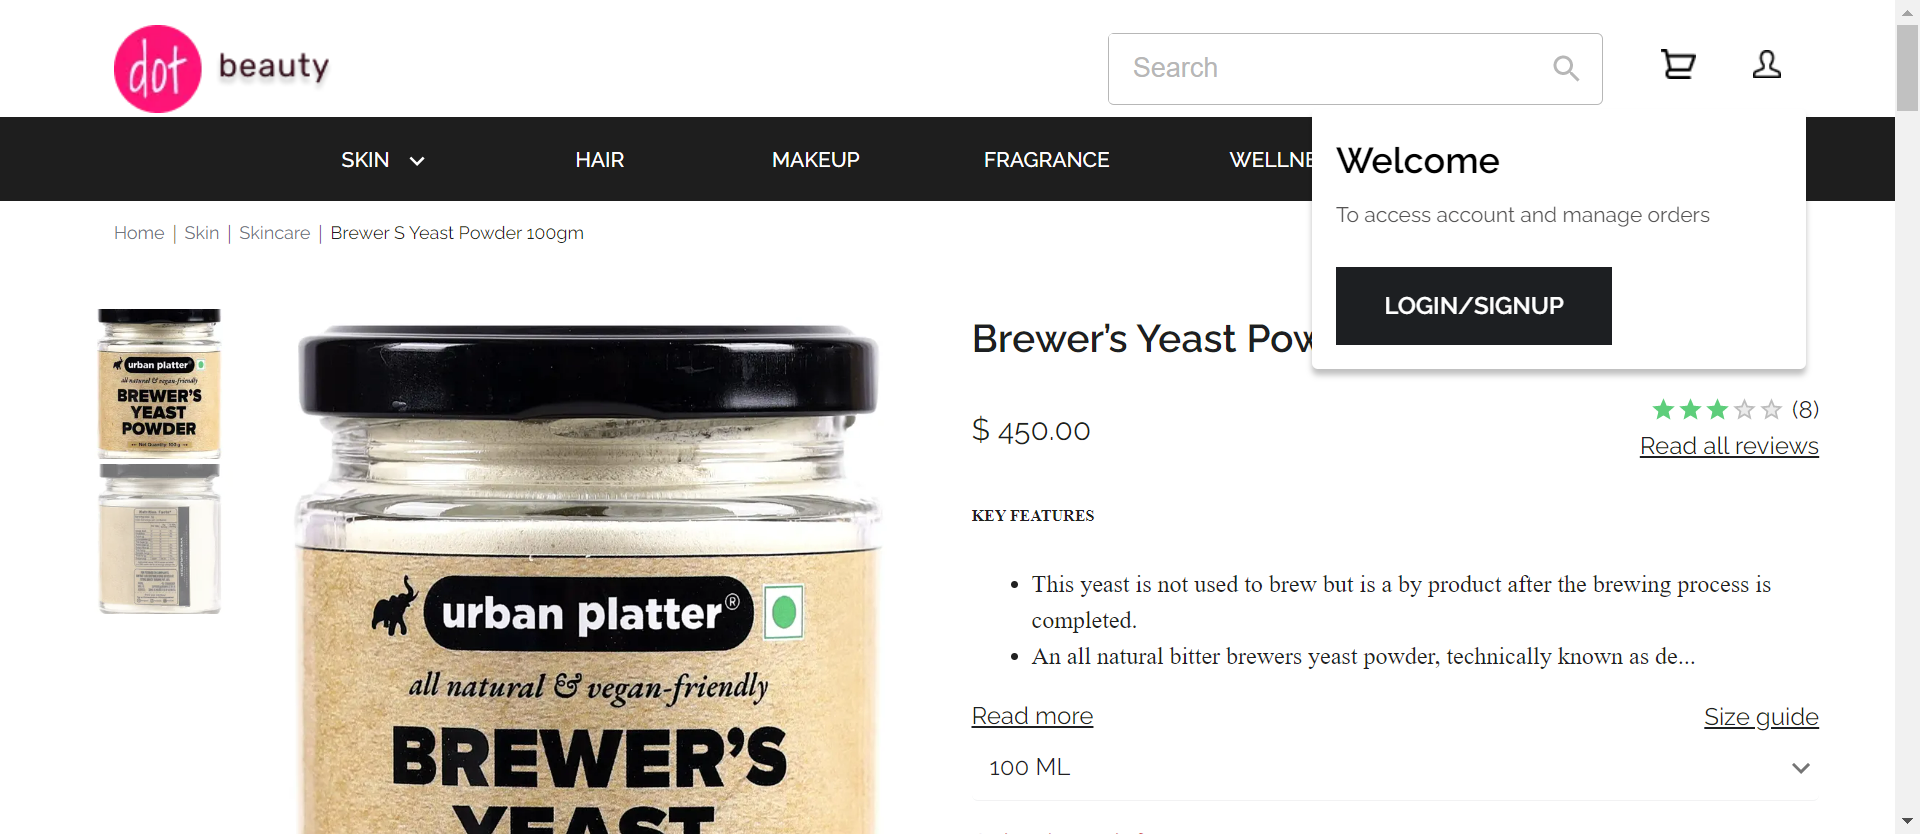 dot beauty
Search
SKIN
HAIR
MAKEUP
FRAGRANCE
WELLNE
Welcome
To access account and manage orders
LOGIN/SIGNUP
Home | Skin | Skincare | Brewer S Yeast Powder 100gm
urban platter
all natural & vegan-friendly
BREWER'S
YEAST
POWDER
Net Quantity: 100 g
urban platter®
all natural & vegan-friendly
BREWER'S
YEAST
Brewer's Yeast Pow
$ 450.00
(8)
Read all reviews
KEY FEATURES
• This yeast is not used to brew but is a by product after the brewing process is
completed.
• An all natural bitter brewers yeast powder, technically known as de...
Read more
Size guide
100 ML